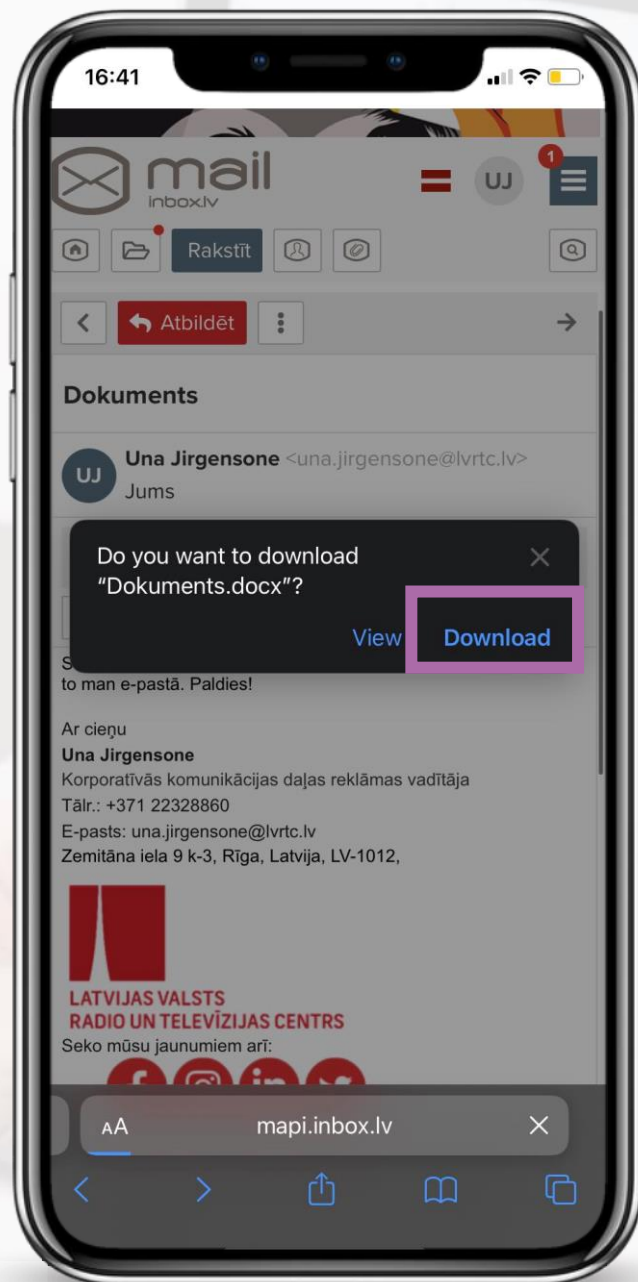 16:41
mail
inbox.lv
UJ
1
Rakstīt
Atbildēt
Dokuments
UJ
Una Jirgensone <una.jirgensone@lvrtc.lv>
Jums
Do you want to download
“Dokuments.docx”?
View
Download
to man e-pastā. Paldies!
Ar cieņu
Una Jirgensone
Korporatīvās komunikācijas daļas reklāmas vadītāja
Tālr.: +371 22328860
E-pasts: una.jirgensone@lvrtc.lv
Zemitāna iela 9 k-3, Rīga, Latvija, LV-1012,
LATVIJAS VALSTS
RADIO UN TELEVĪZIJAS CENTRS
Seko mūsu jaunumiem arī:
AA
mapi.inbox.lv